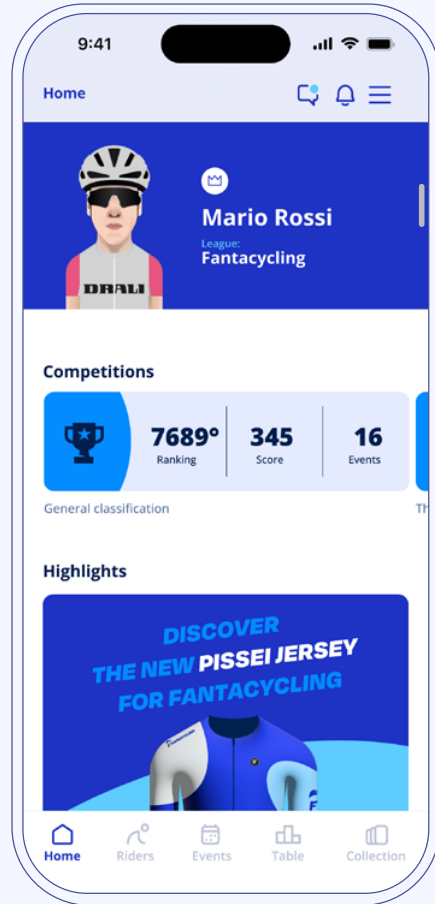 9:41
Home
Mario Rossi
League:
Fantacycling
DRALI
Competitions
7689°
Ranking
345
Score
16
Events
General classification
Th
Highlights
DISCOVER
THE NEW PISSEI JERSEY
FOR FANTACYCLING
Home
Riders
Events
Table
Collection